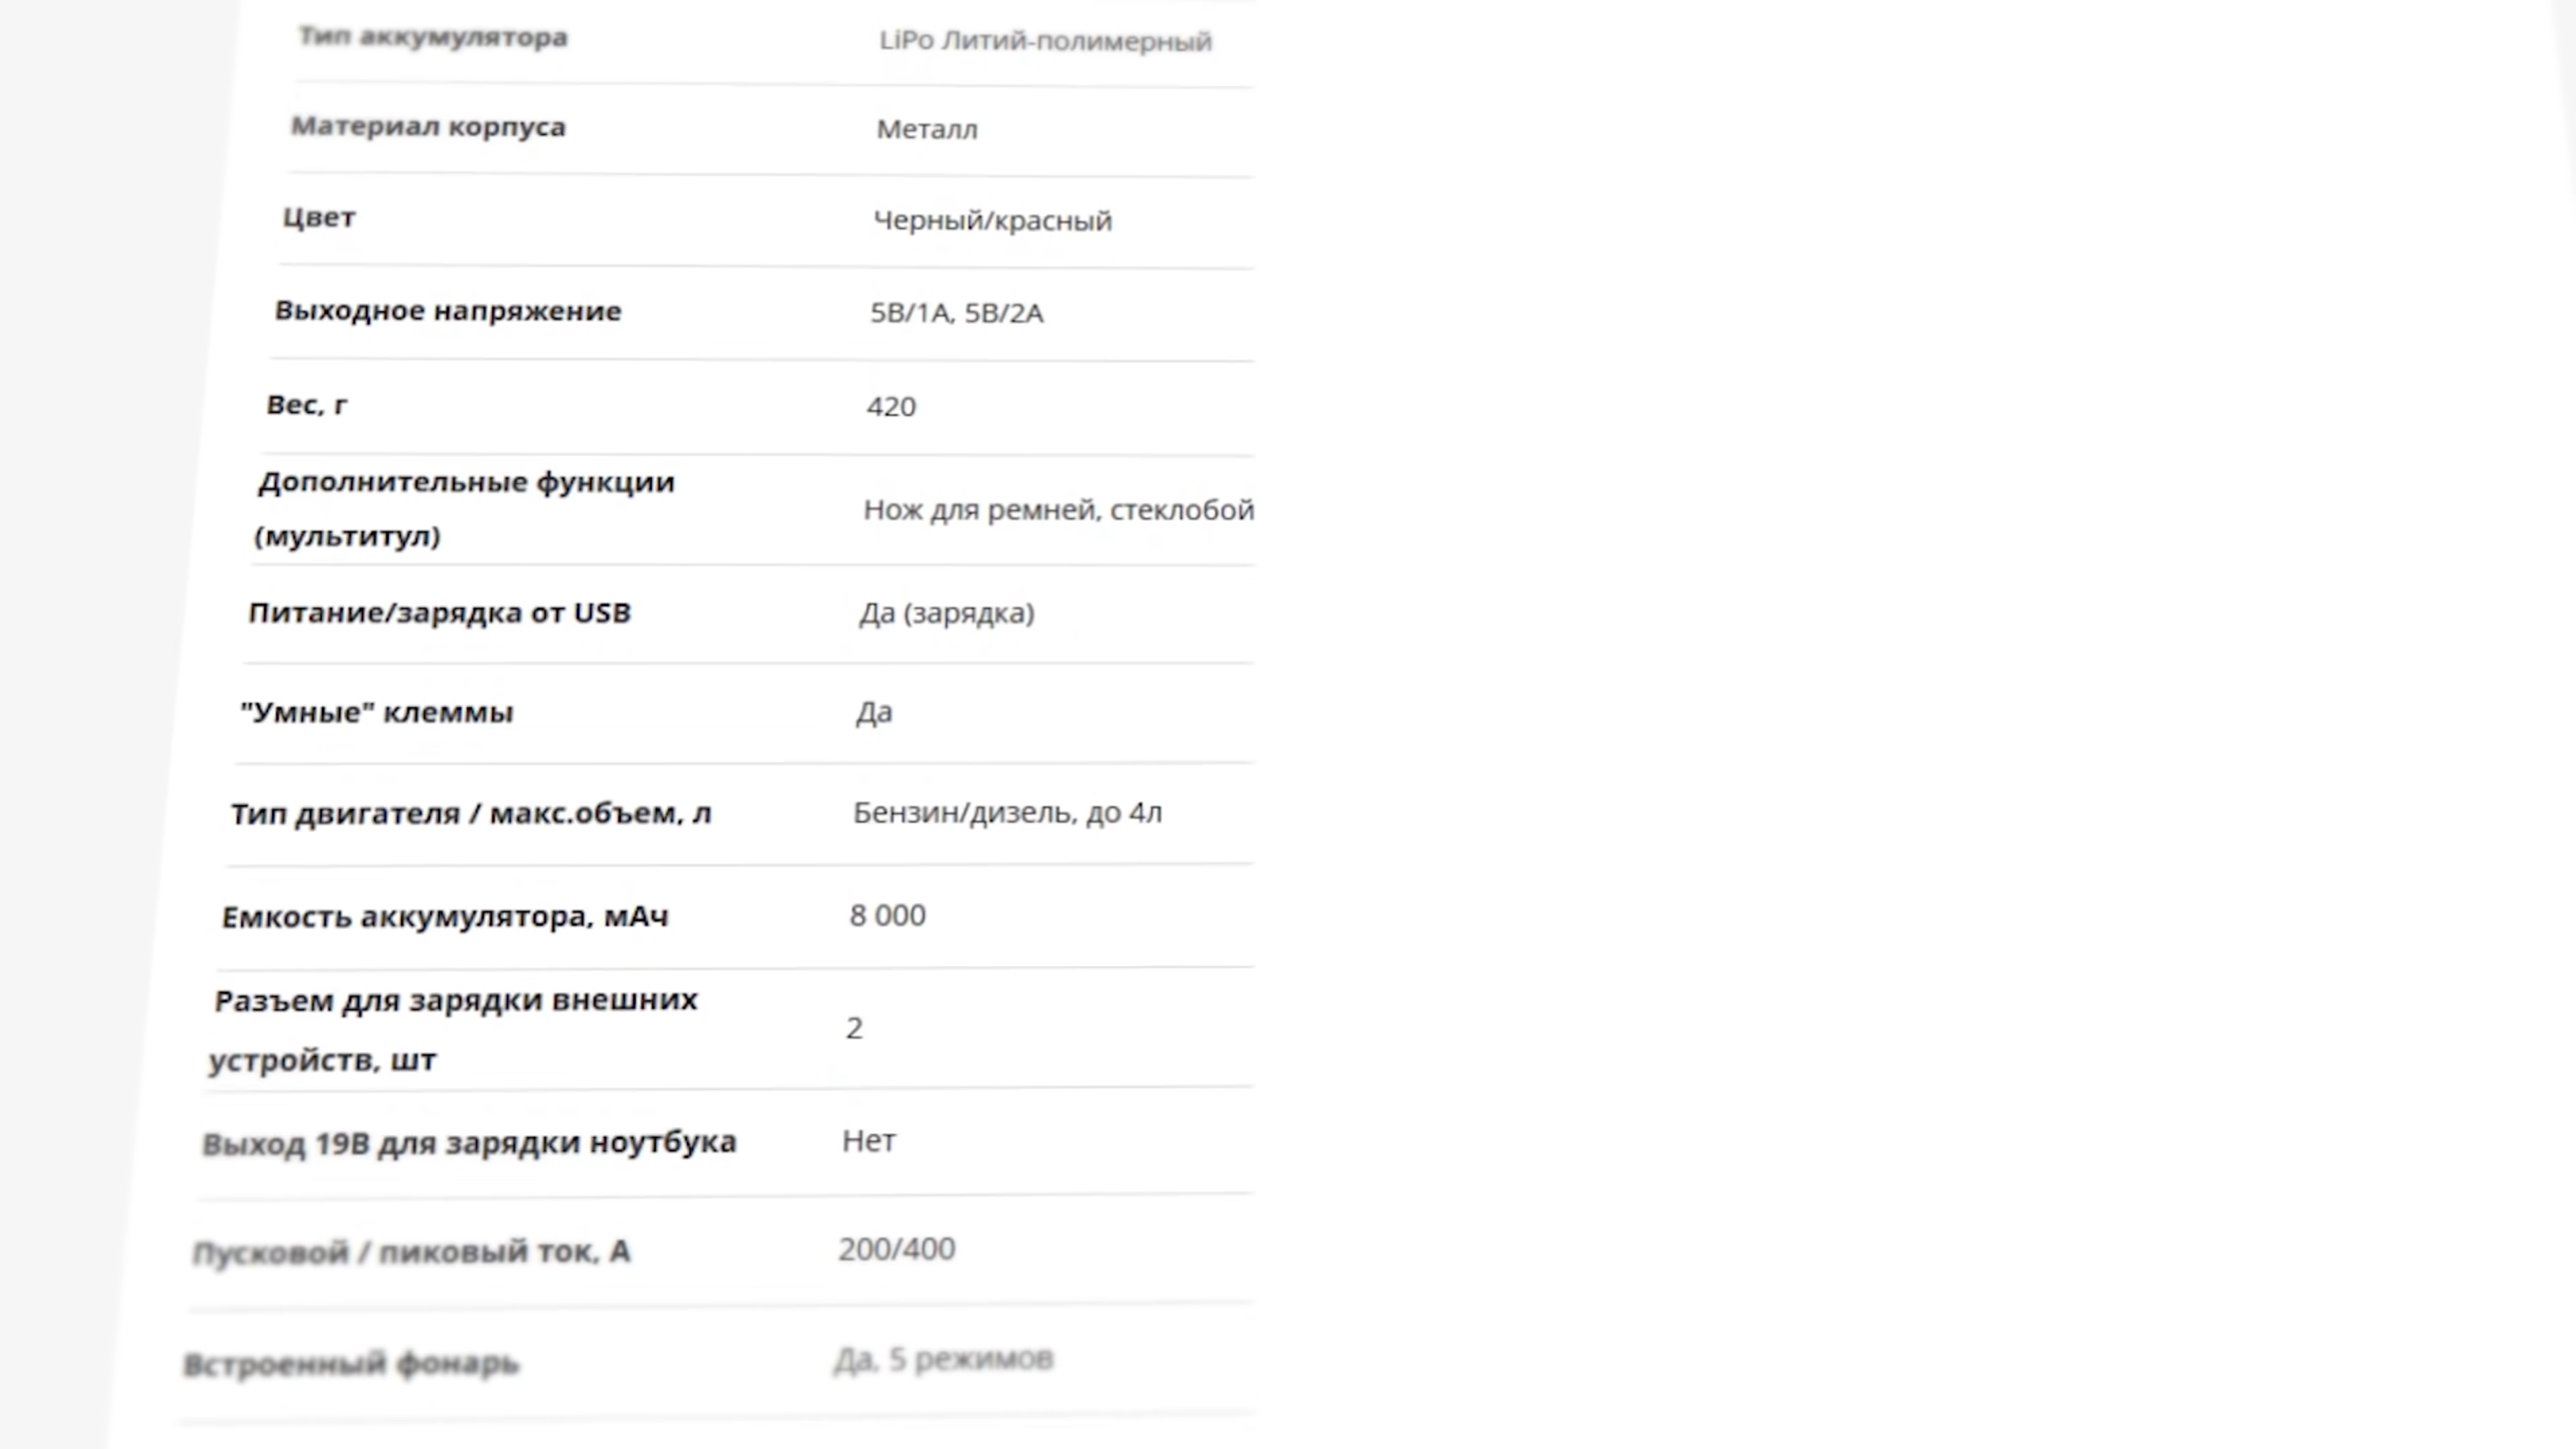 Тип аккумулятора LiPo Литий-полимерный
Материал корпуса Металл
Цвет Черный/красный
Выходное напряжение 5В/1А, 5В/2А
Вес, г 420
Дополнительные функции
(мультитул) Нож для ремней, стеклобой
Питание/зарядка от USB Да (зарядка)
"Умные" клеммы Да
Тип двигателя / макс.объем, л Бензин/дизель, до 4л
Емкость аккумулятора, мАч 8 000
Разъем для зарядки внешних
устройств, шт 2
Выход 19В для зарядки ноутбука Нет
Пусковой / пиковый ток, А 200/400
Встроенный фонарь Да, 5 режимов